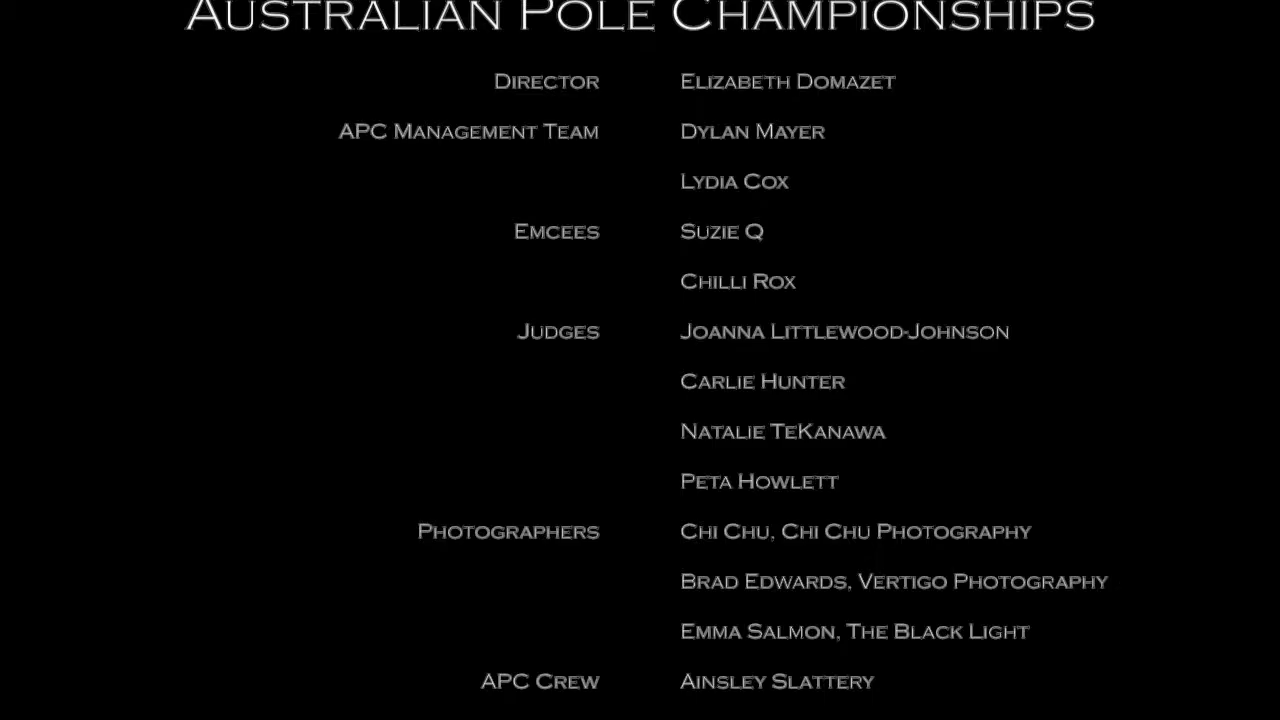 Australian Pole Championships
Director Elizabeth Domazet
APC Management Team Dylan Mayer
Lydia Cox
Emcees Suzie Q
Chilli Rox
Judges Joanna Littlewood-Johnson
Carlie Hunter
Natalie TeKanawa
Peta Howlett
Photographers Chi Chu, Chi Chu Photography
Brad Edwards, Vertigo Photography
Emma Salmon, The Black Light
APC Crew Ainsley Slattery